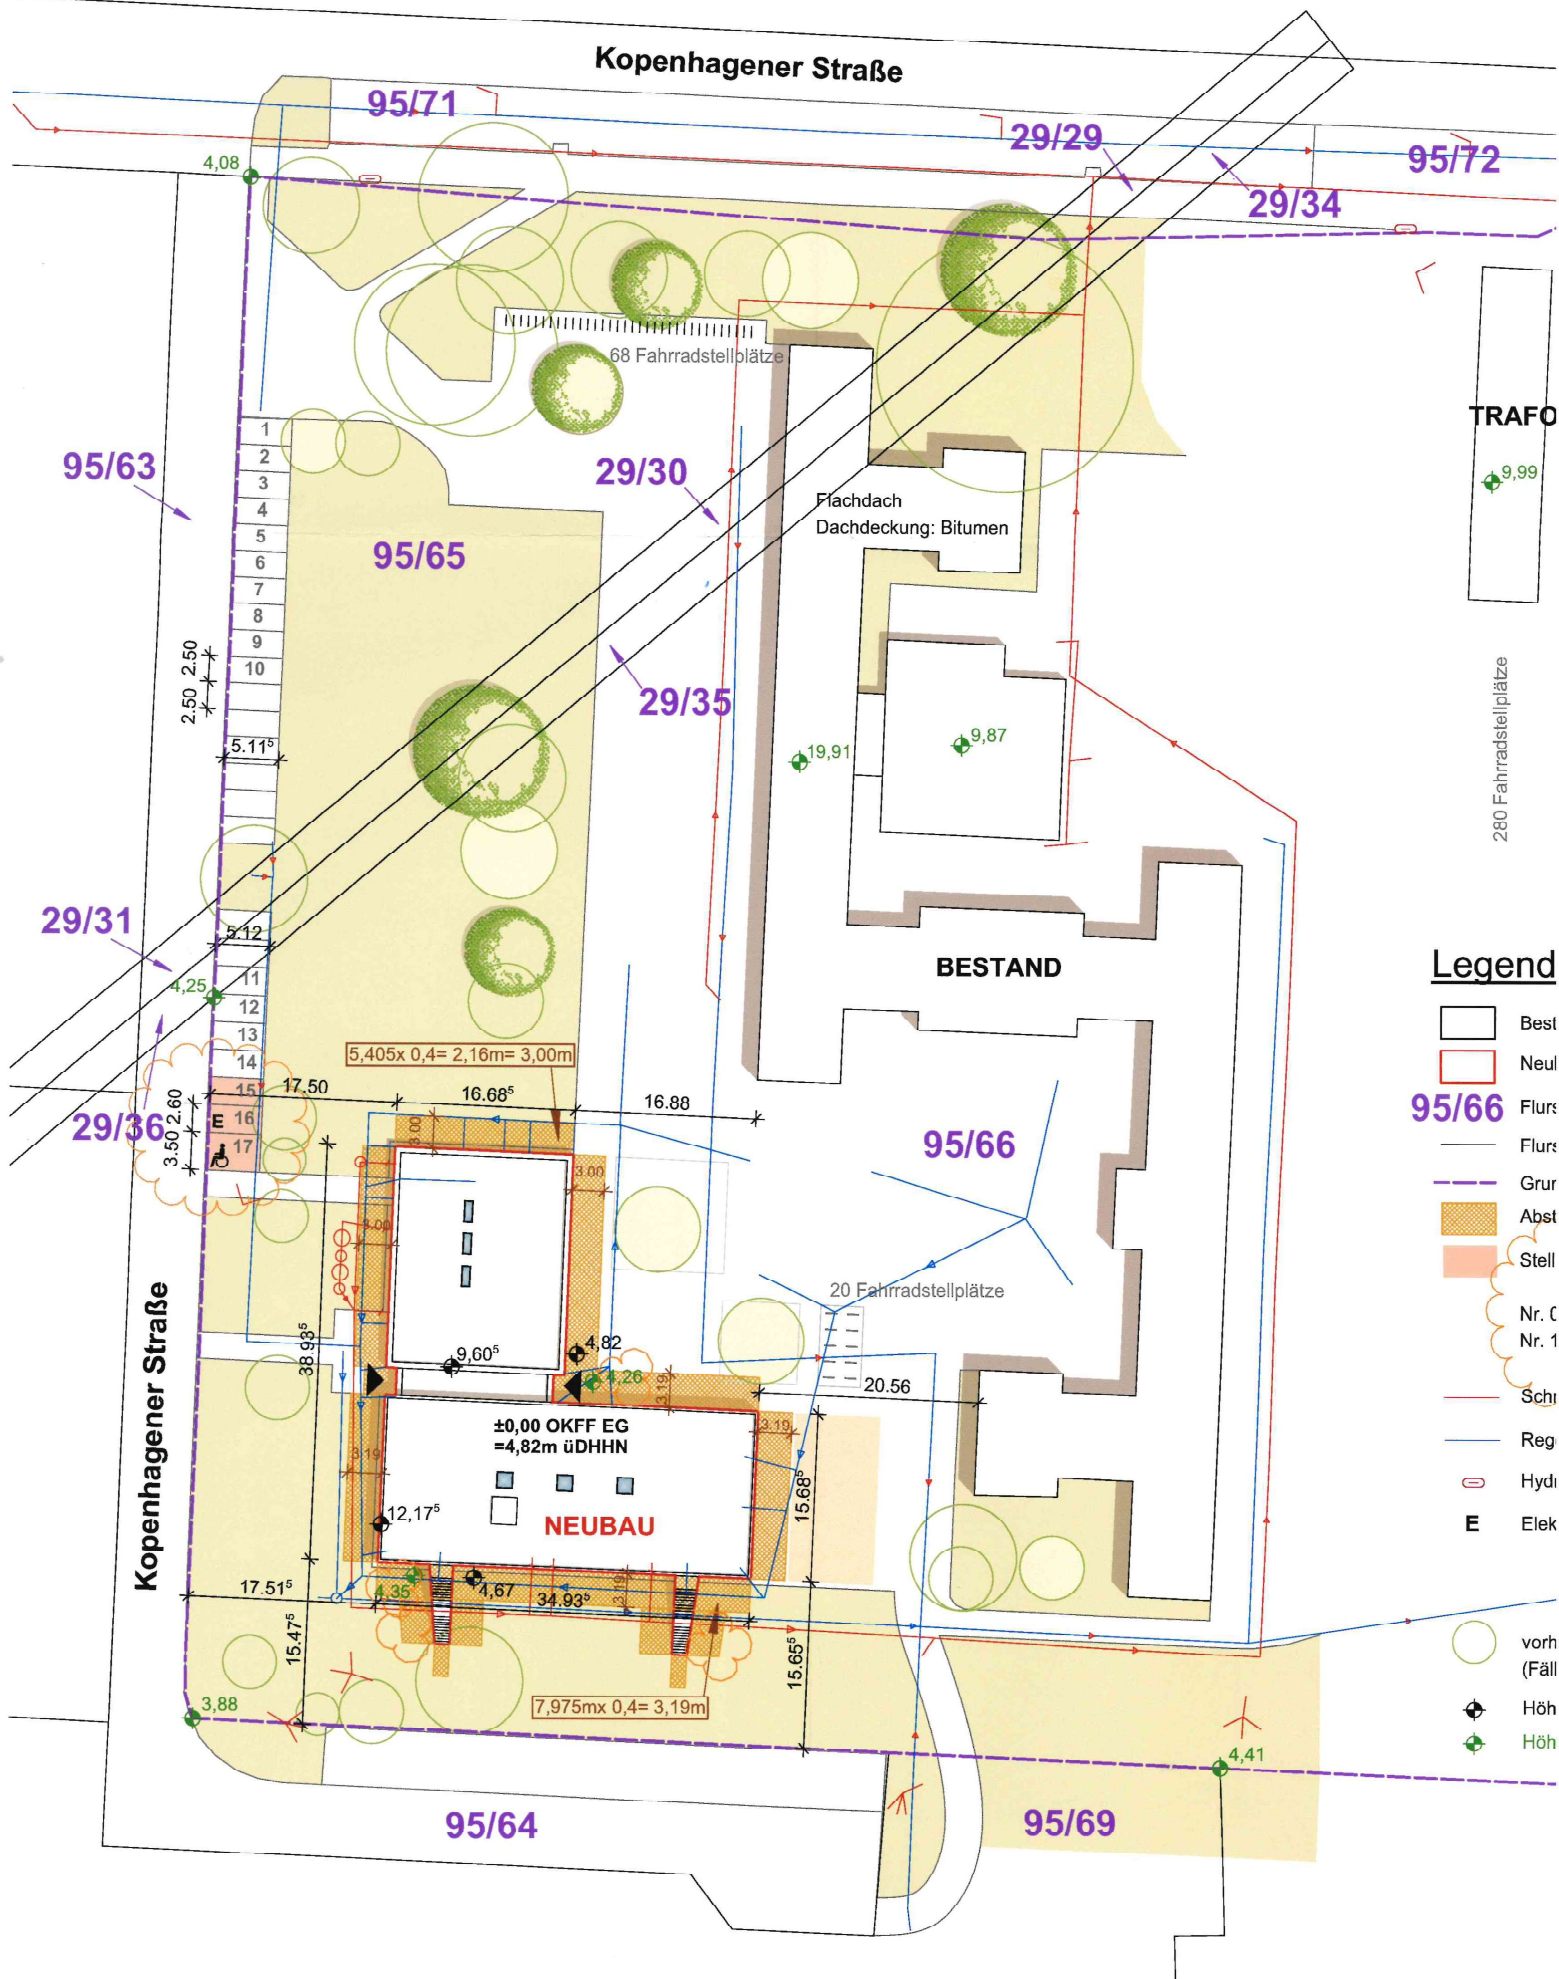 Kopenhagener Straße
95/71
29/29
95/72
4,08
29/34
68 Fahrradstellplätze
TRAFO
1
2
3
4
5
6
7
8
9
10
95/63
29/30
9,99
Flachdach
Dachdeckung: Bitumen
95/65
2.50
2.50
29/35
5.11⁵
19,91
9,87
280 Fahrradstellplätze
29/31
5.12
4,25
11
12
13
14
15
16
17
BESTAND
Legend
Best
Neul
95/66 Flurs
Flurs
Grun
Abst
Stell
Nr. 0
Nr. 1
Schr
Reg
Hydr
E Elek
vorh
(Fäll
Höh
Höh
5,405x 0,4= 2,16m= 3,00m
17.50
16.68⁵
16.88
29/36
2.60
3.50
E
3.00
3.00
3.00
95/66
20 Fahrradstellplätze
Kopenhagener Straße
38.93⁵
9,60⁵
4,82
4,26
3.19
20.56
±0,00 OKFF EG
=4,82m üDHHN
3.19
3.19
15.68⁵
12,17⁵
NEUBAU
17.51⁵
4,35
4,67
34.93⁵
3.19
15.47⁵
15.65⁵
3,88
7,975mx 0,4= 3,19m
4,41
95/64
95/69